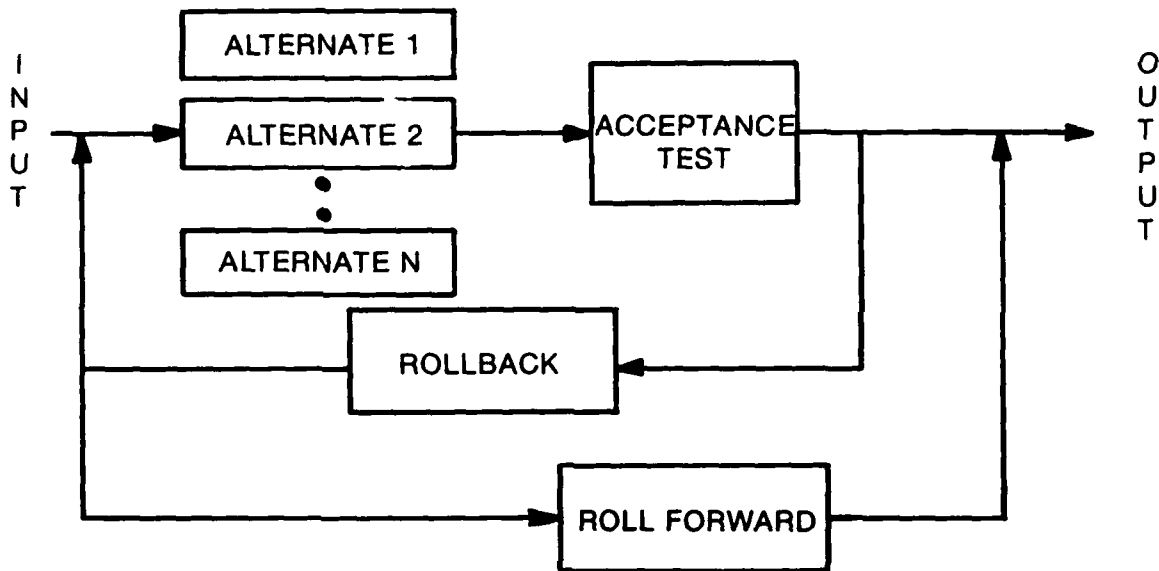 INPUT
ALTERNATE 1
ALTERNATE 2
ALTERNATE N
ACCEPTANCE
TEST
ROLLBACK
ROLL FORWARD
OUTPUT